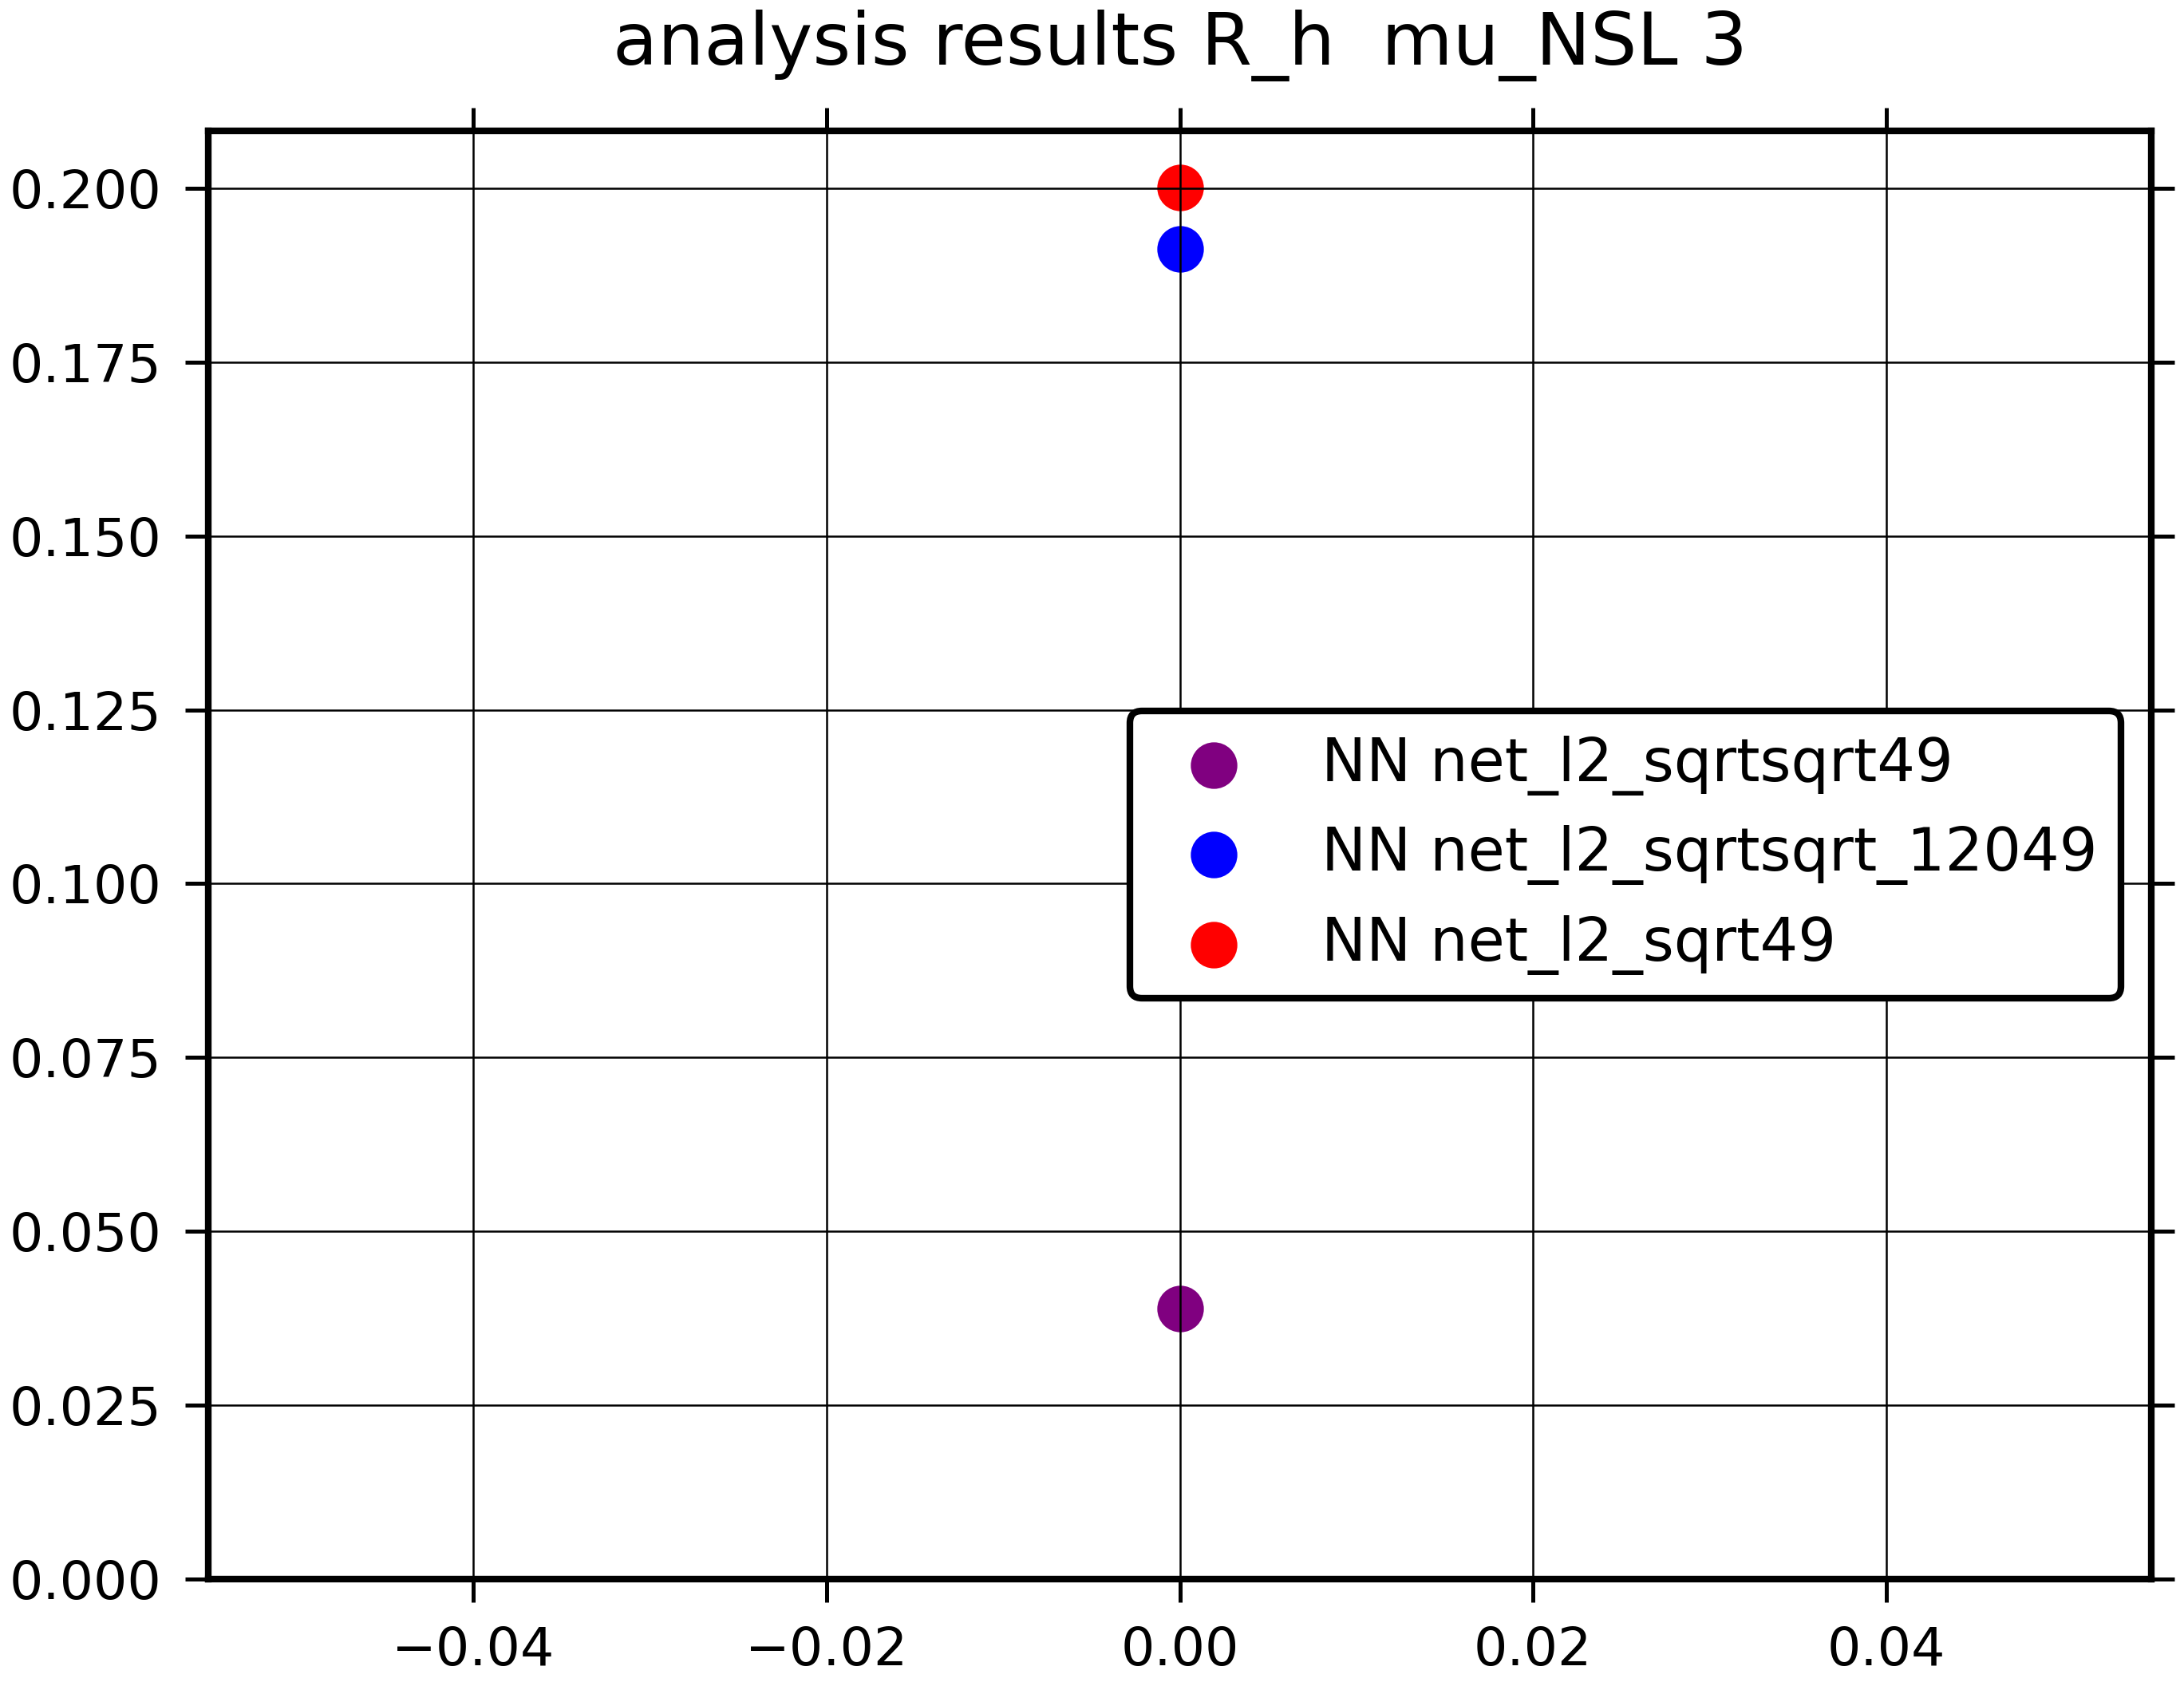 analysis results R_h  mu_NSL 3
0.200
0.175
0.150
0.125
0.100
0.075
0.050
0.025
0.000
NN net_l2_sqrtsqrt49
NN net_l2_sqrtsqrt_12049
NN net_l2_sqrt49
−0.04 −0.02 0.00 0.02 0.04